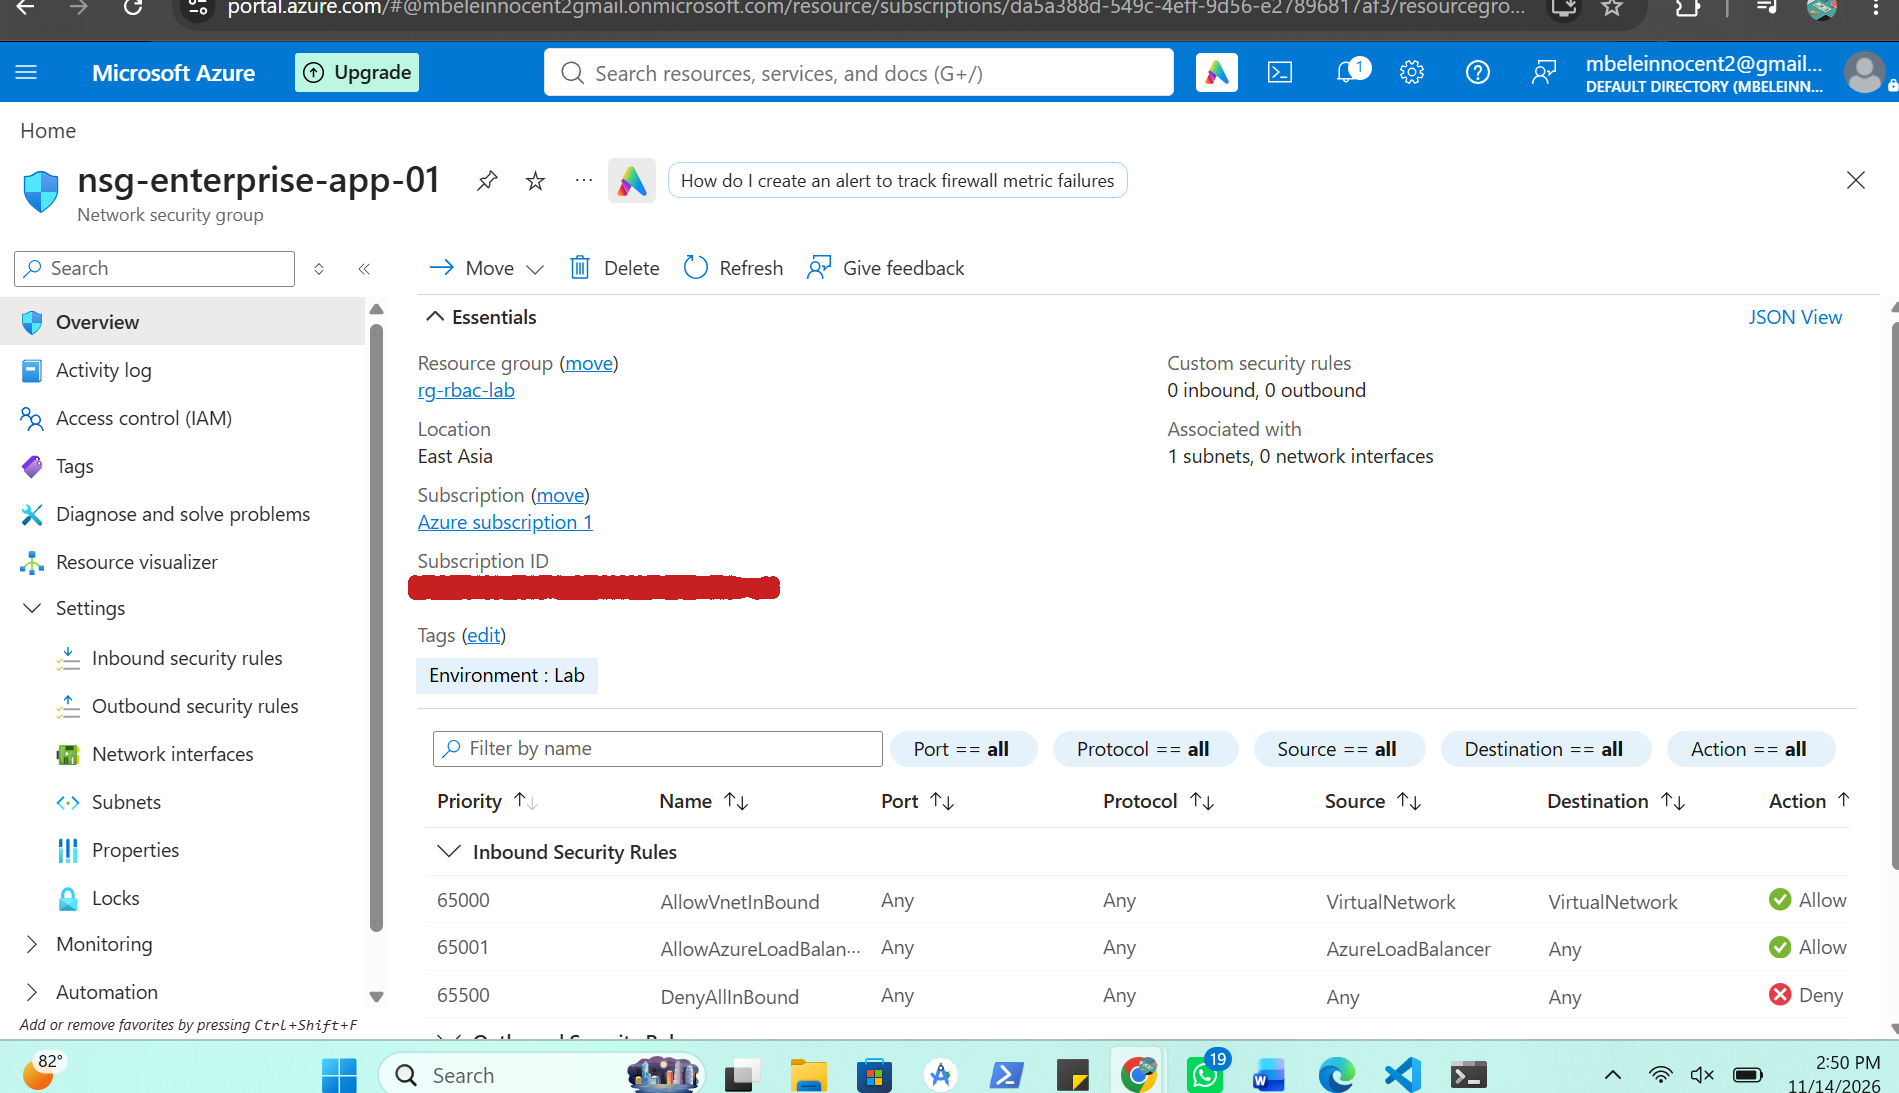 portal.azure.com/#@mbeleinnocent2gmail.onmicrosoft.com/resource/subscriptions/da5a388d-549c-4eff-9d56-e27896817af3/resourcegro...
Microsoft Azure
Upgrade
Search resources, services, and docs (G+/)
1
mbeleinnocent2@gmail...
DEFAULT DIRECTORY (MBELEINN...
Home
nsg-enterprise-app-01
...
How do I create an alert to track firewall metric failures
Network security group
Search
Move
Delete
Refresh
Give feedback
Overview
Activity log
Access control (IAM)
Tags
Diagnose and solve problems
Resource visualizer
Settings
Inbound security rules
Outbound security rules
Network interfaces
Subnets
Properties
Locks
Monitoring
Automation
Add or remove favorites by pressing Ctrl+Shift+F
Essentials
JSON View
Resource group (move)
rg-rbac-lab
Location
East Asia
Subscription (move)
Azure subscription 1
Subscription ID
Custom security rules
0 inbound, 0 outbound
Associated with
1 subnets, 0 network interfaces
Tags (edit)
Environment : Lab
Filter by name
Port == all
Protocol == all
Source == all
Destination == all
Action == all
Priority Name Port Protocol Source Destination Action
Inbound Security Rules
65000 AllowVnetInBound Any Any VirtualNetwork VirtualNetwork Allow
65001 AllowAzureLoadBalan... Any Any AzureLoadBalancer Any Allow
65500 DenyAllInBound Any Any Any Any Deny
82°
Search
19
2:50 PM
11/14/2026